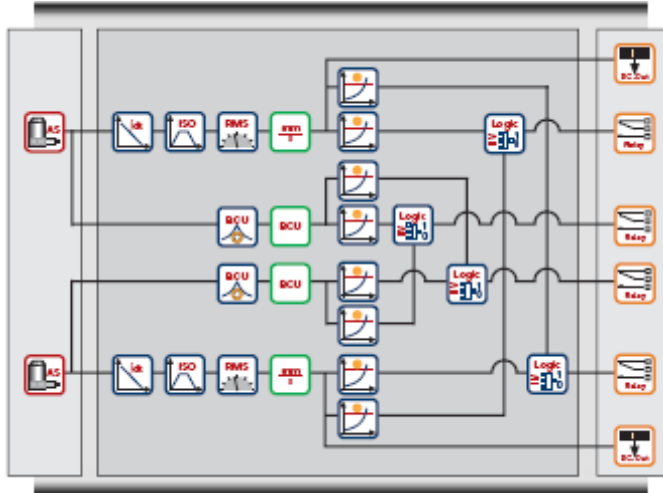 DC.Out
AS
idt
ISO
RMS
mm
s
Logic
Relay
BCU
BCU
Logic
Relay
BCU
BCU
Logic
Relay
AS
idt
ISO
RMS
mm
s
Logic
Relay
DC.Out